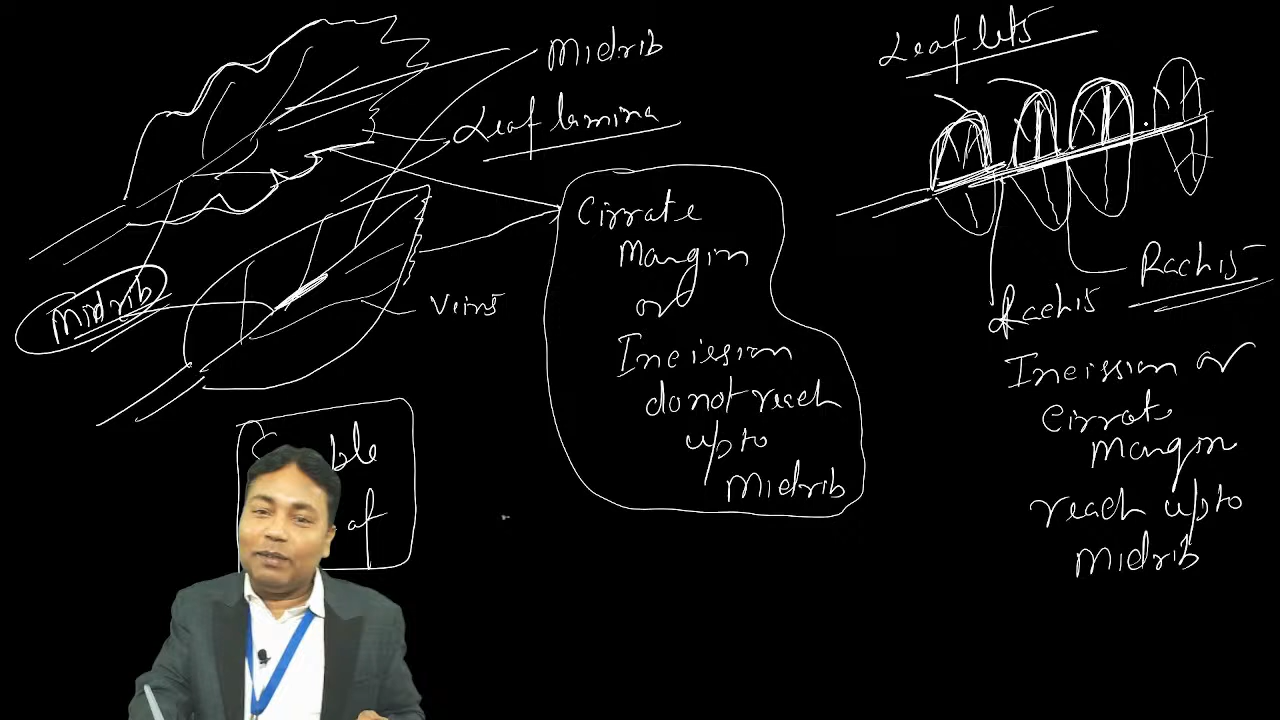 Midrib
Leaf lamina
Midrib
Veins
Cirrate
Margin
or
Incission
do not reach
upto
Midrib
Leaflets
Rachis
Rachis
Incission or
Cirrate
Margin
reach upto
Midrib